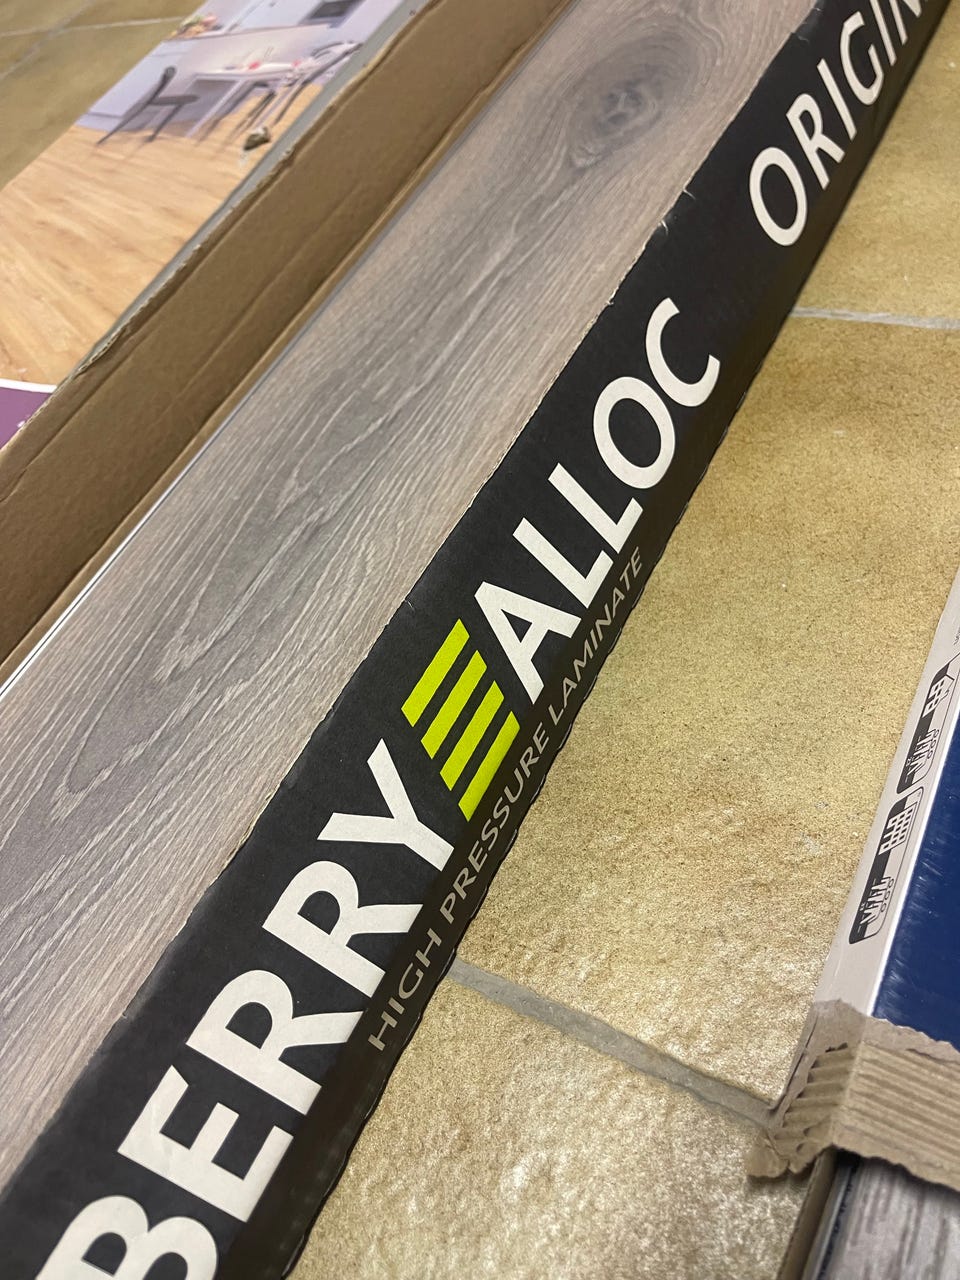 BERRY ALLOC ORIGIN
HIGH PRESSURE LAMINATE